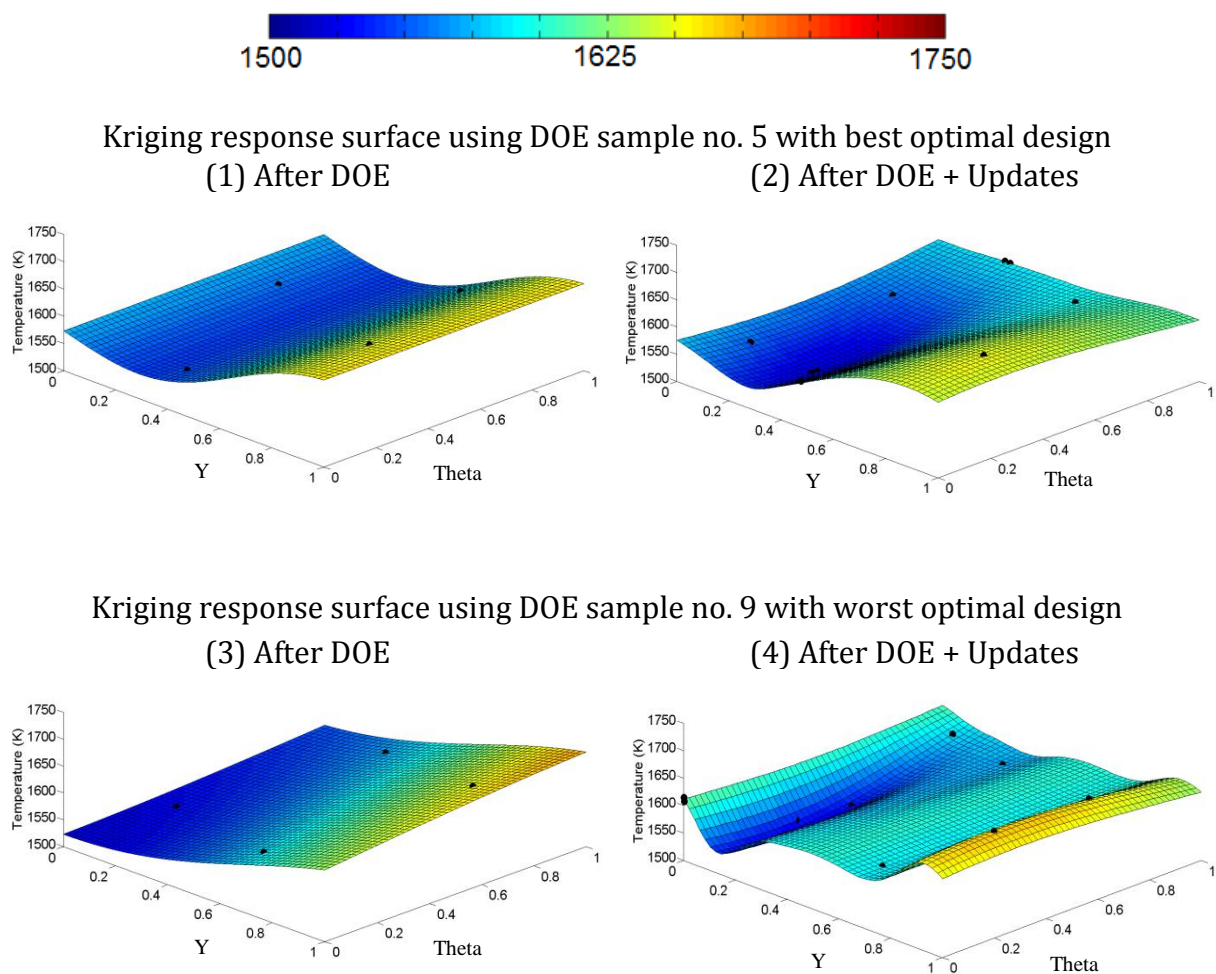 1500 1625 1750
Kriging response surface using DOE sample no. 5 with best optimal design
(1) After DOE (2) After DOE + Updates
1750
1700
1650
1600
1550
1500
Temperature (K)
0 0.2 0.4 0.6 0.8 1
Y
0 0.2 0.4 0.6 0.8 1
Theta
1750
1700
1650
1600
1550
1500
Temperature (K)
0 0.2 0.4 0.6 0.8 1
Y
0 0.2 0.4 0.6 0.8 1
Theta
Kriging response surface using DOE sample no. 9 with worst optimal design
(3) After DOE (4) After DOE + Updates
1750
1700
1650
1600
1550
1500
Temperature (K)
0 0.2 0.4 0.6 0.8 1
Y
0 0.2 0.4 0.6 0.8 1
Theta
1750
1700
1650
1600
1550
1500
Temperature (K)
0 0.2 0.4 0.6 0.8 1
Y
0 0.2 0.4 0.6 0.8 1
Theta